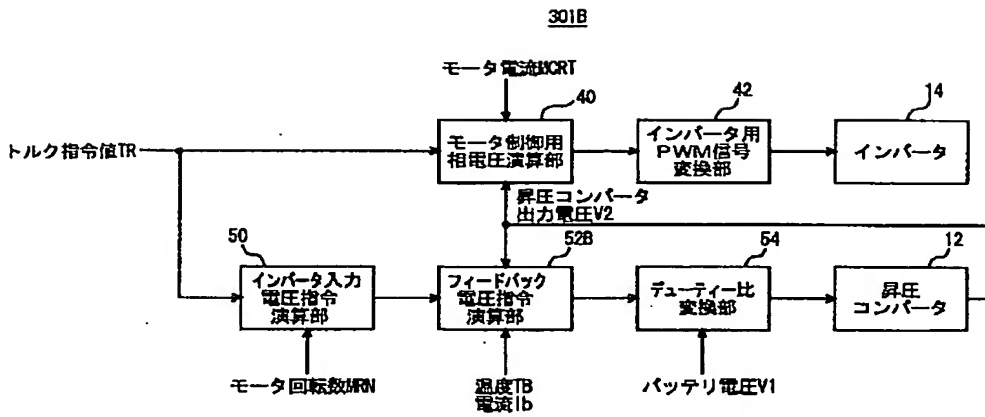 301B
モータ電流MCRT
40
42
14
トルク指令値TR
モータ制御用
相電圧演算部
インバータ用
PWM信号
変換部
インバータ
昇圧コンバータ
出力電圧V2
50
52B
54
12
インバータ入力
電圧指令
演算部
フィードバック
電圧指令
演算部
デューティー比
変換部
昇圧
コンバータ
モータ回転数MRN
温度TB
電流Ib
バッテリ電圧V1